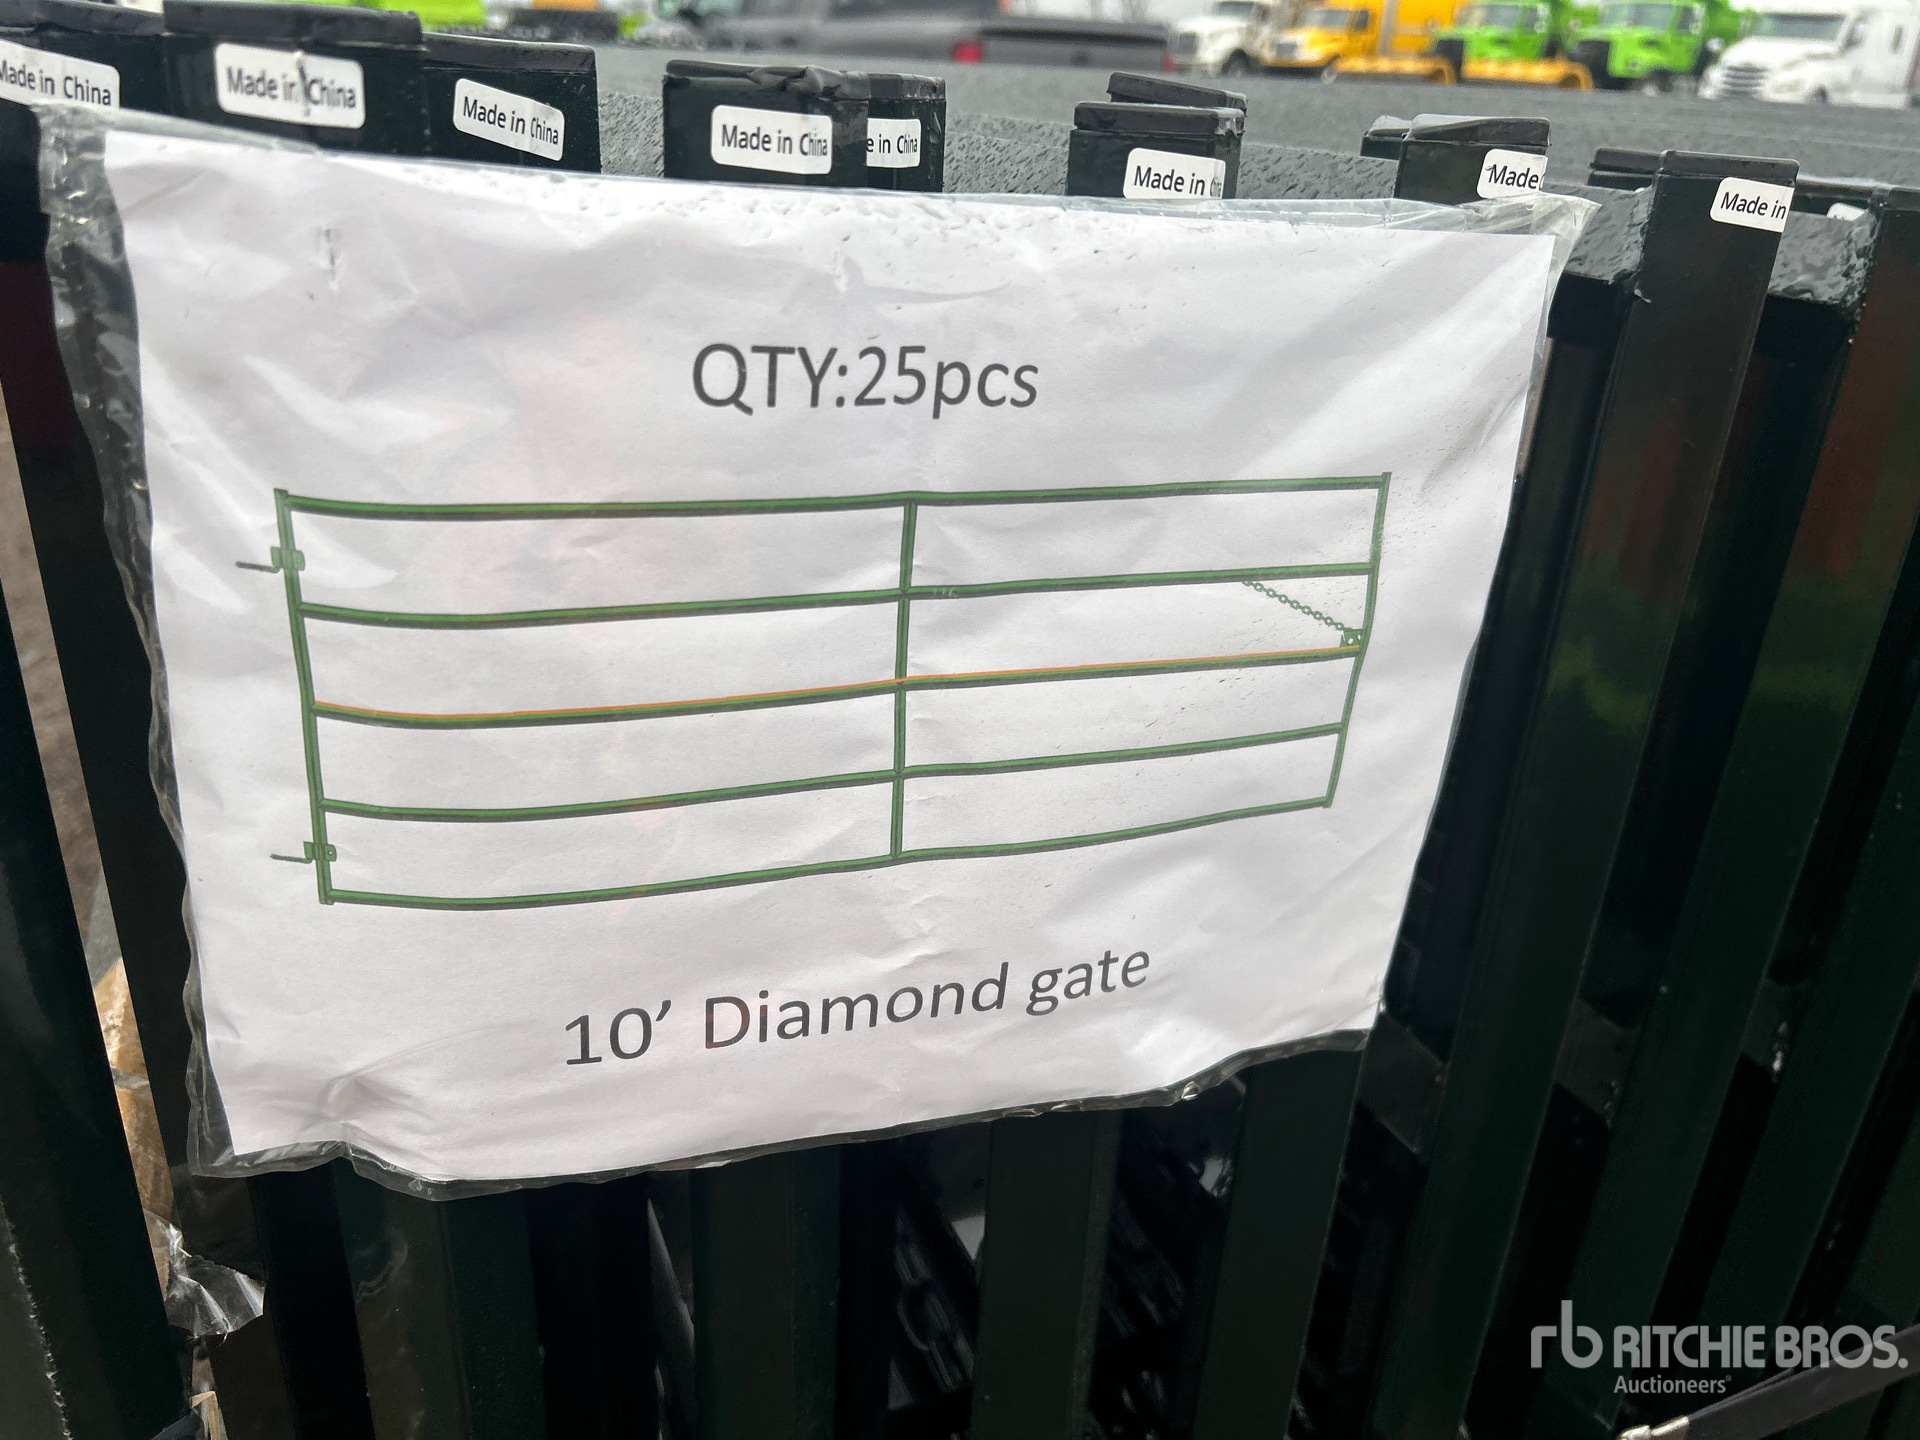 Made in China
Made in China
Made in China
Made in China
e in China
Made in
Made
Made in
QTY:25pcs
10' Diamond gate
rb RITCHIE BROS.
Auctioneers